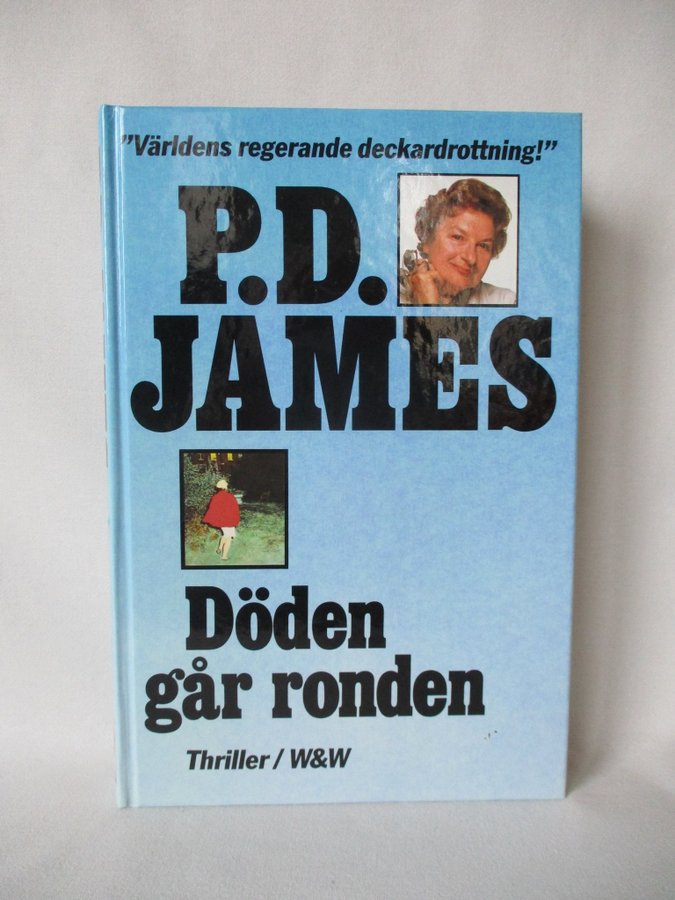 ”Världens regerande deckardrottning!”
P.D.
JAMES
Döden
går ronden
Thriller / W&W